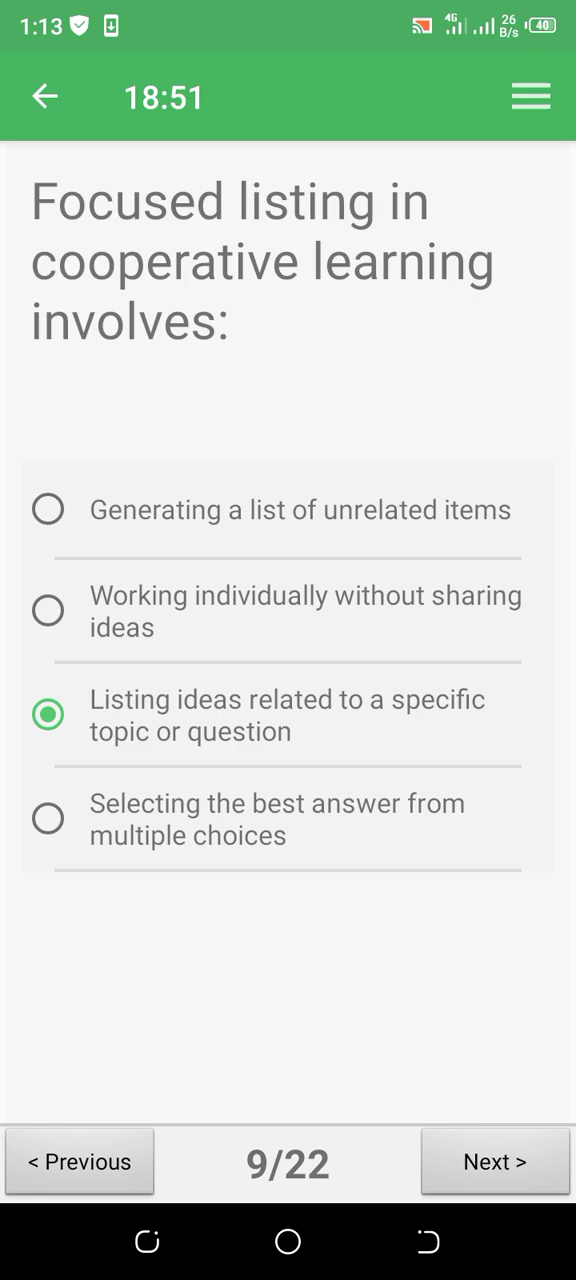 1:13
4G
26
B/s
40
18:51
Focused listing in
cooperative learning
involves:
Generating a list of unrelated items
Working individually without sharing
ideas
Listing ideas related to a specific
topic or question
Selecting the best answer from
multiple choices
< Previous
9/22
Next >